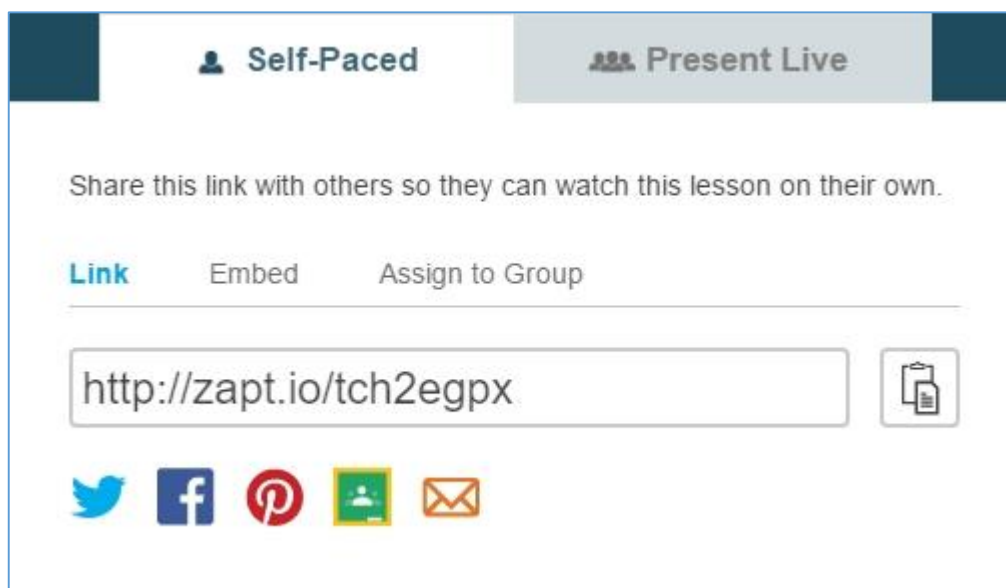 Self-Paced Present Live
Share this link with others so they can watch this lesson on their own.
Link Embed Assign to Group
http://zapt.io/tch2egpx